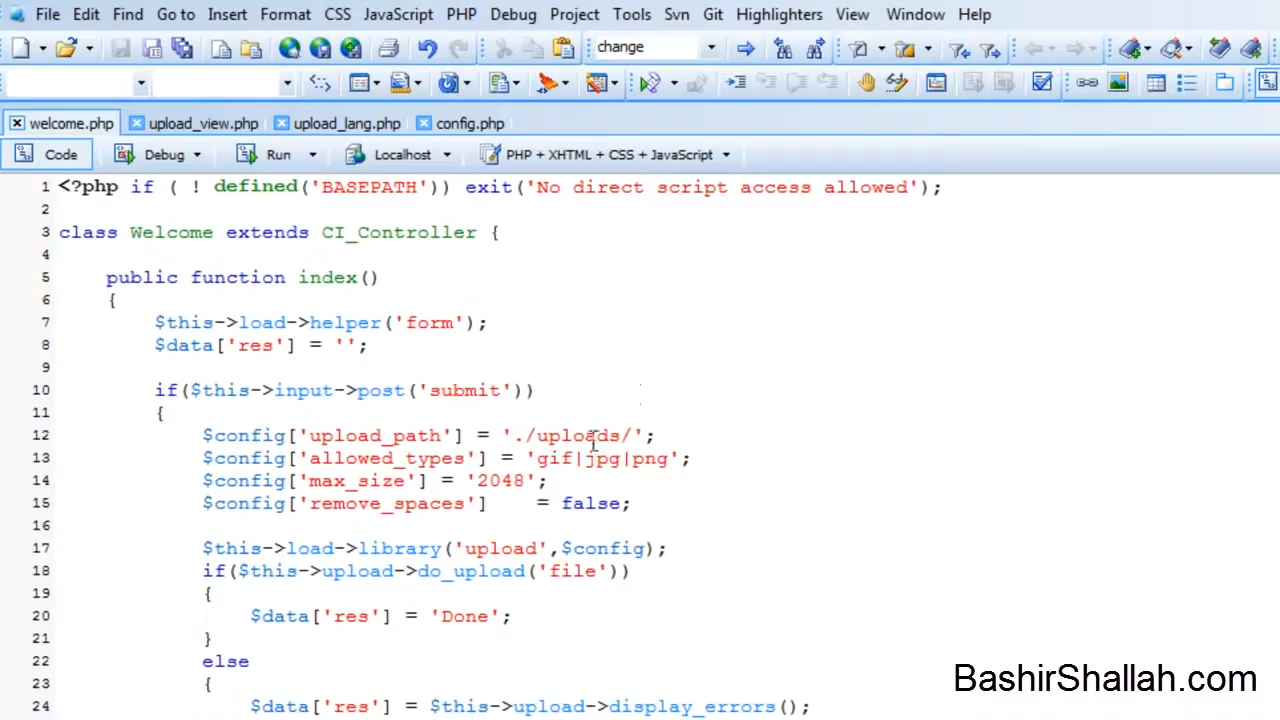 File Edit Find Go to Insert Format CSS JavaScript PHP Debug Project Tools Svn Git Highlighters View Window Help
change
welcome.php upload_view.php upload_lang.php config.php
Code Debug Run Localhost PHP + XHTML + CSS + JavaScript
1 <?php if ( ! defined('BASEPATH')) exit('No direct script access allowed');
2
3 class Welcome extends CI_Controller {
4
5 public function index()
6 {
7 $this->load->helper('form');
8 $data['res'] = '';
9
10 if($this->input->post('submit'))
11 {
12 $config['upload_path'] = './uploads/';
13 $config['allowed_types'] = 'gif|jpg|png';
14 $config['max_size'] = '2048';
15 $config['remove_spaces'] = false;
16
17 $this->load->library('upload',$config);
18 if($this->upload->do_upload('file'))
19 {
20 $data['res'] = 'Done';
21 }
22 else
23 {
24 $data['res'] = $this->upload->display_errors();
BashirShallah.com